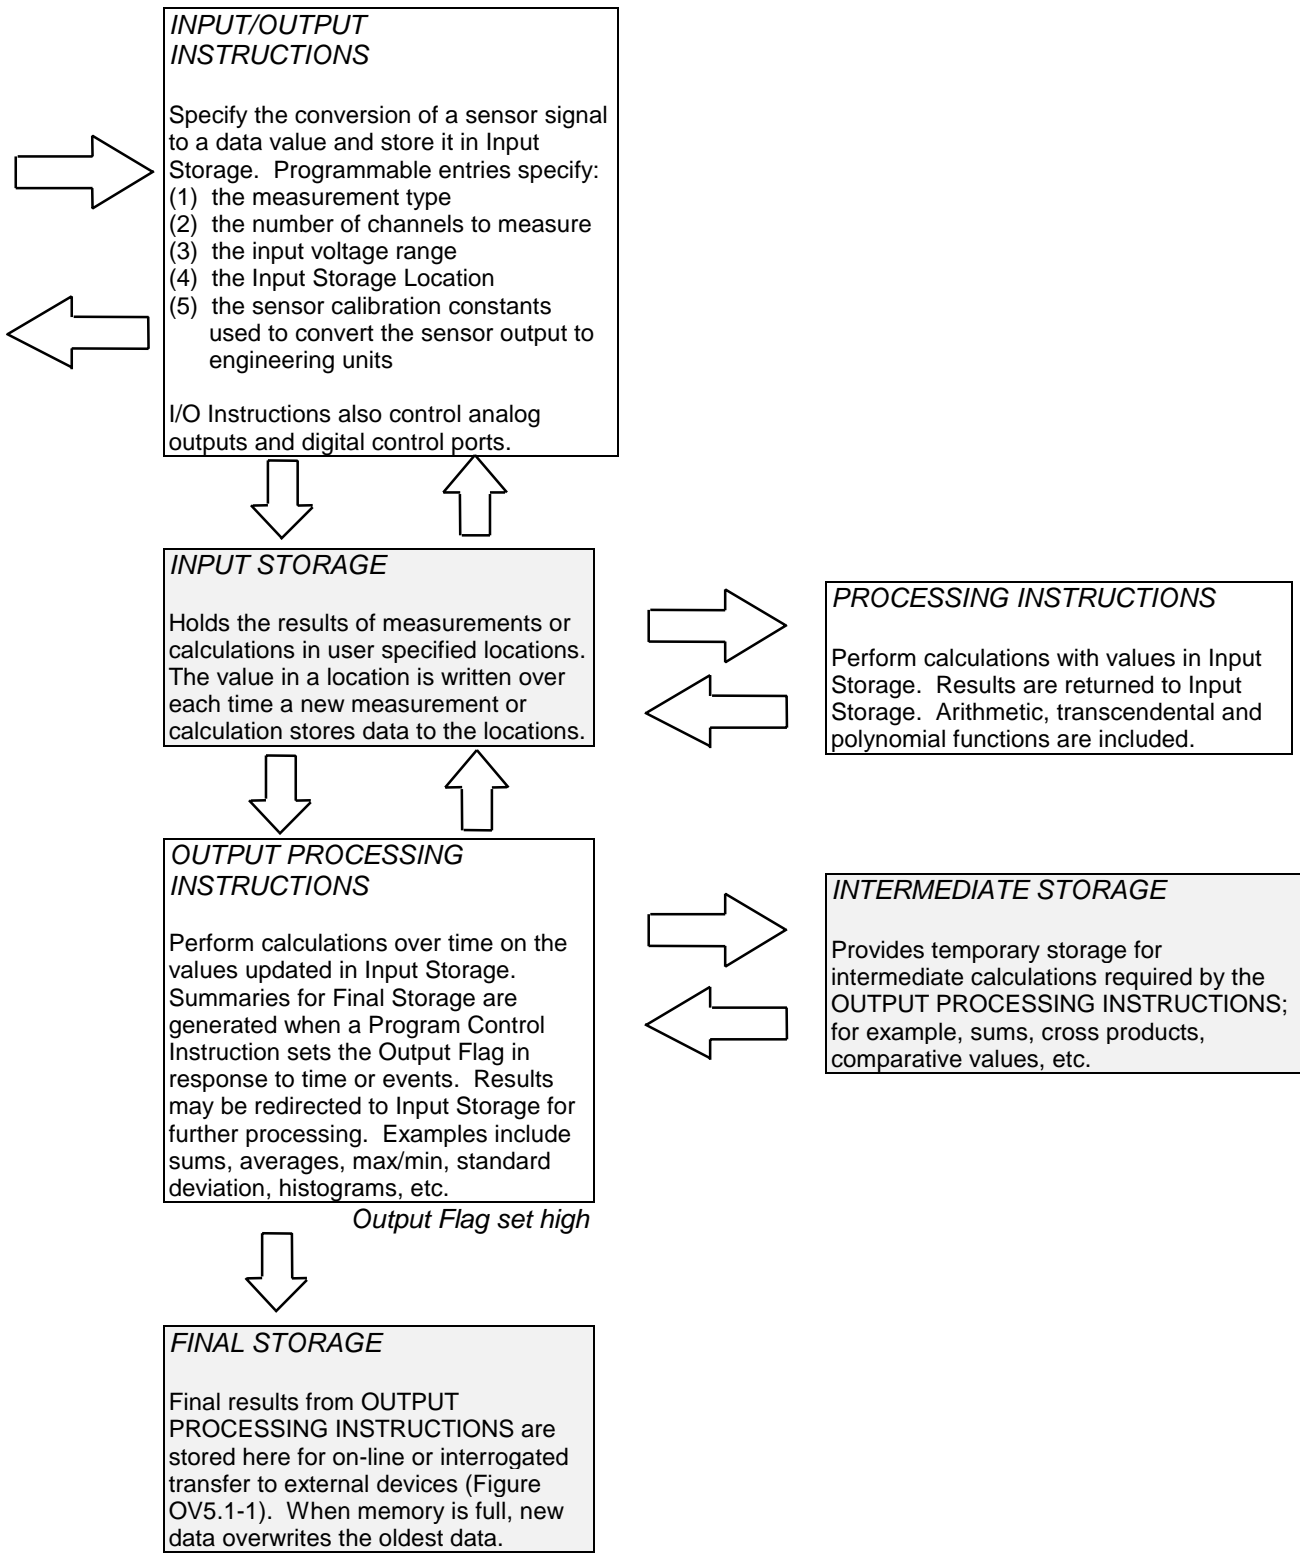 INPUT/OUTPUT
INSTRUCTIONS
Specify the conversion of a sensor signal
to a data value and store it in Input
Storage.  Programmable entries specify:
(1)  the measurement type
(2)  the number of channels to measure
(3)  the input voltage range
(4)  the Input Storage Location
(5)  the sensor calibration constants
used to convert the sensor output to
engineering units
I/O Instructions also control analog
outputs and digital control ports.
INPUT STORAGE
Holds the results of measurements or
calculations in user specified locations.
The value in a location is written over
each time a new measurement or
calculation stores data to the locations.
PROCESSING INSTRUCTIONS
Perform calculations with values in Input
Storage.  Results are returned to Input
Storage.  Arithmetic, transcendental and
polynomial functions are included.
OUTPUT PROCESSING
INSTRUCTIONS
Perform calculations over time on the
values updated in Input Storage.
Summaries for Final Storage are
generated when a Program Control
Instruction sets the Output Flag in
response to time or events.  Results
may be redirected to Input Storage for
further processing.  Examples include
sums, averages, max/min, standard
deviation, histograms, etc.
INTERMEDIATE STORAGE
Provides temporary storage for
intermediate calculations required by the
OUTPUT PROCESSING INSTRUCTIONS;
for example, sums, cross products,
comparative values, etc.
Output Flag set high
FINAL STORAGE
Final results from OUTPUT
PROCESSING INSTRUCTIONS are
stored here for on-line or interrogated
transfer to external devices (Figure
OV5.1-1).  When memory is full, new
data overwrites the oldest data.